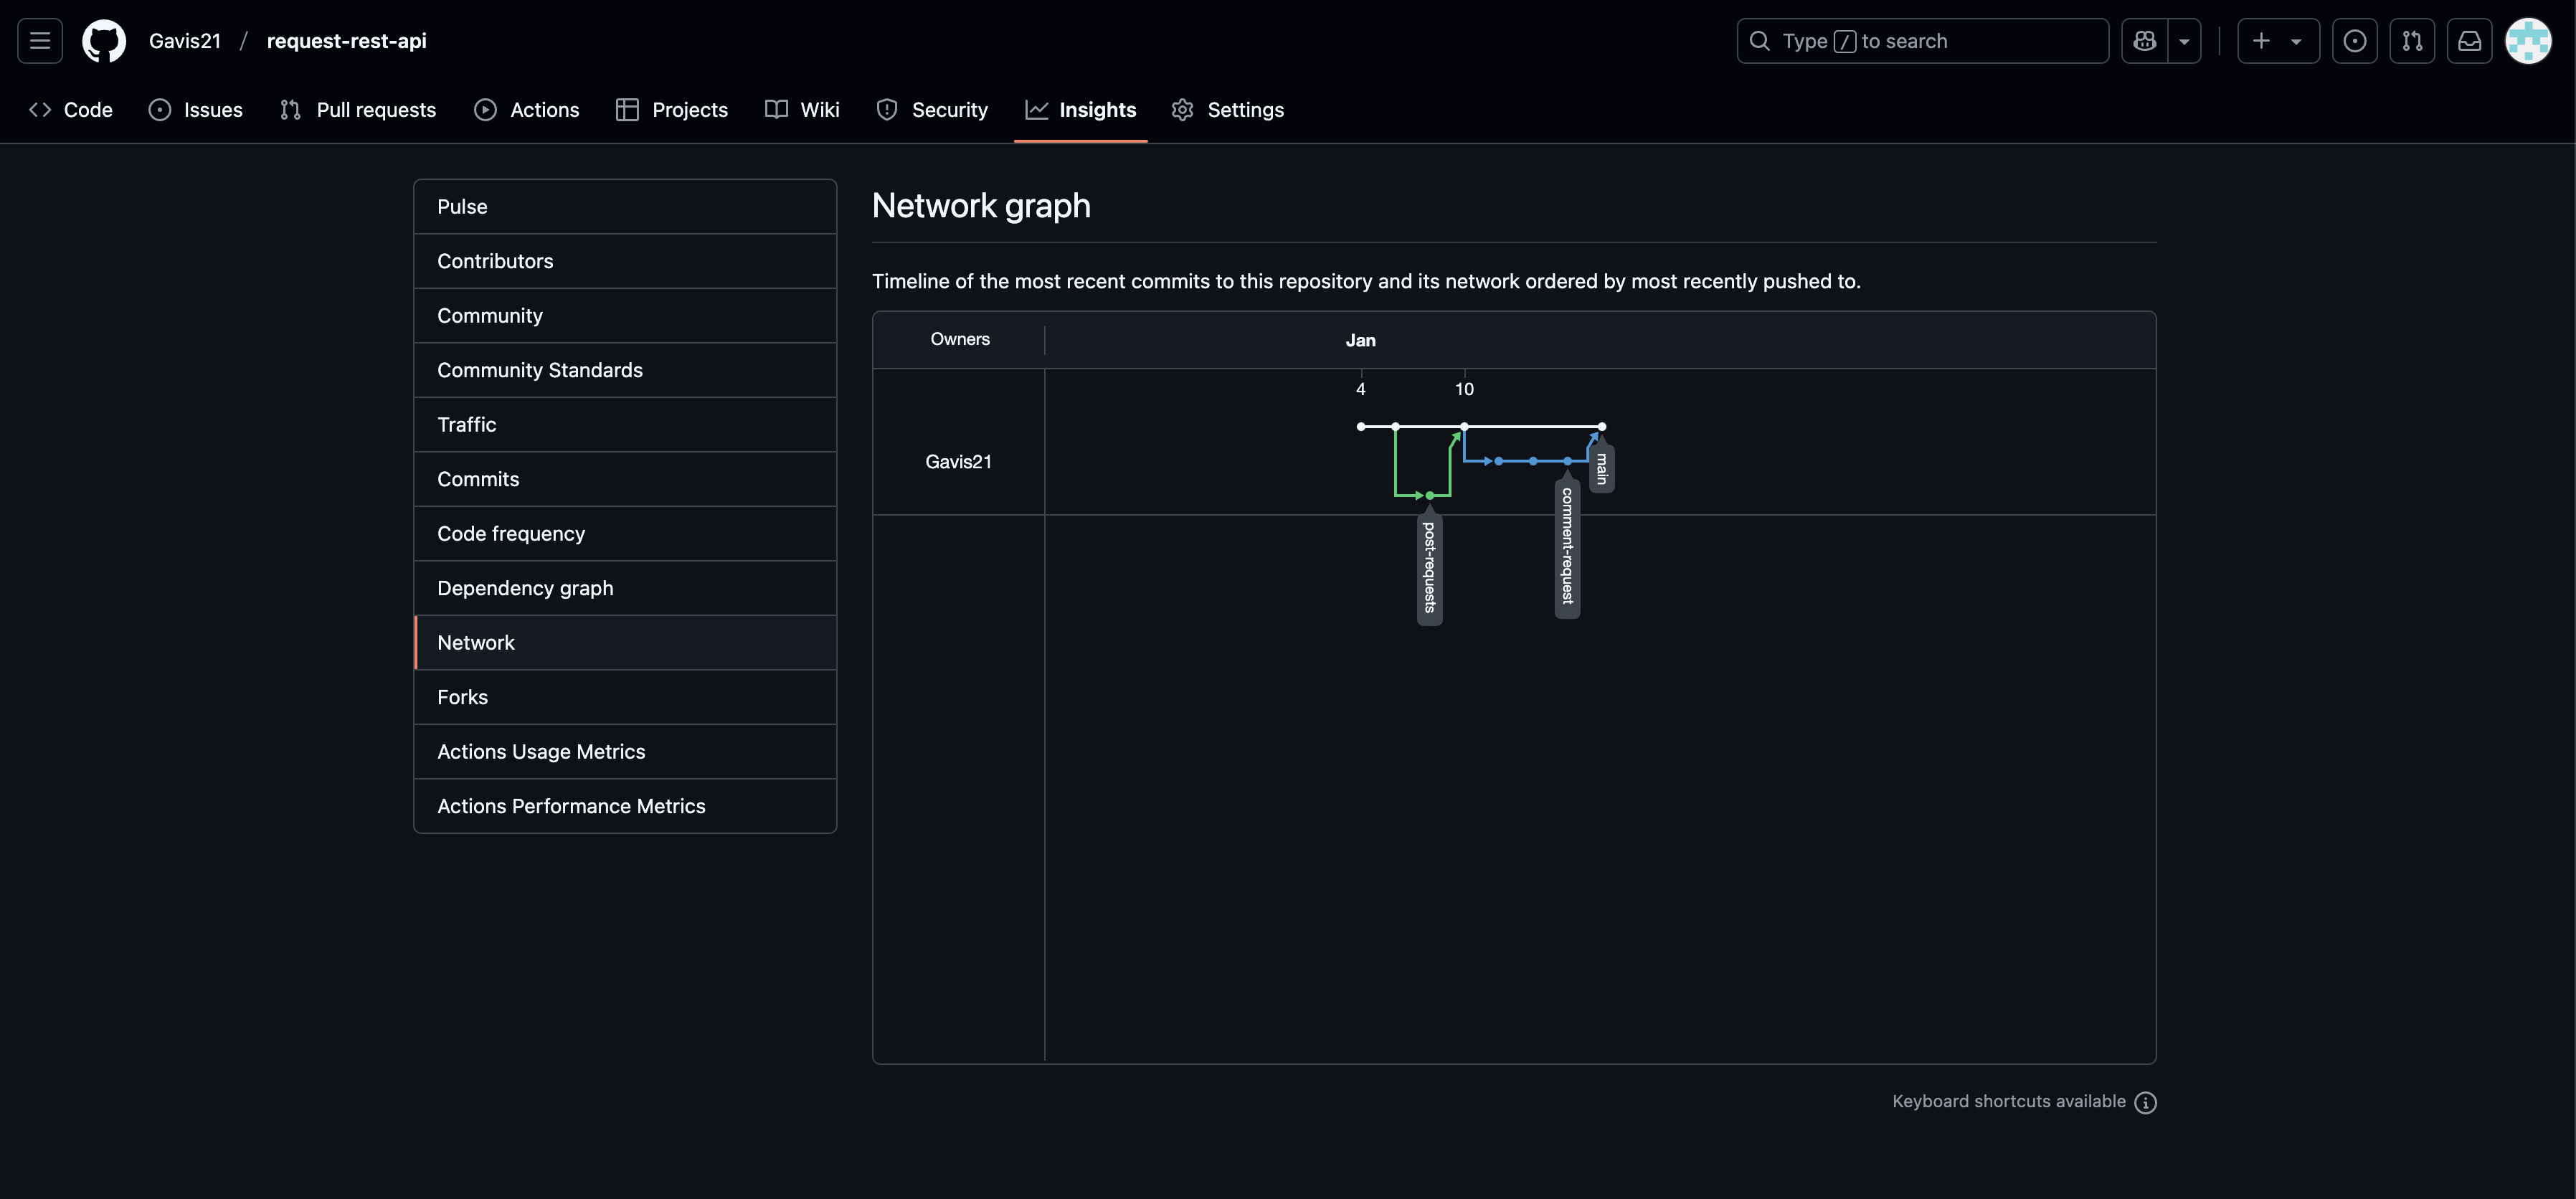 Gavis21 / request-rest-api
Type / to search
Code Issues Pull requests Actions Projects Wiki Security Insights Settings
Pulse
Contributors
Community
Community Standards
Traffic
Commits
Code frequency
Dependency graph
Network
Forks
Actions Usage Metrics
Actions Performance Metrics
Network graph
Timeline of the most recent commits to this repository and its network ordered by most recently pushed to.
Owners
Jan
4 10
Gavis21
main
comment-request
post-requests
Keyboard shortcuts available